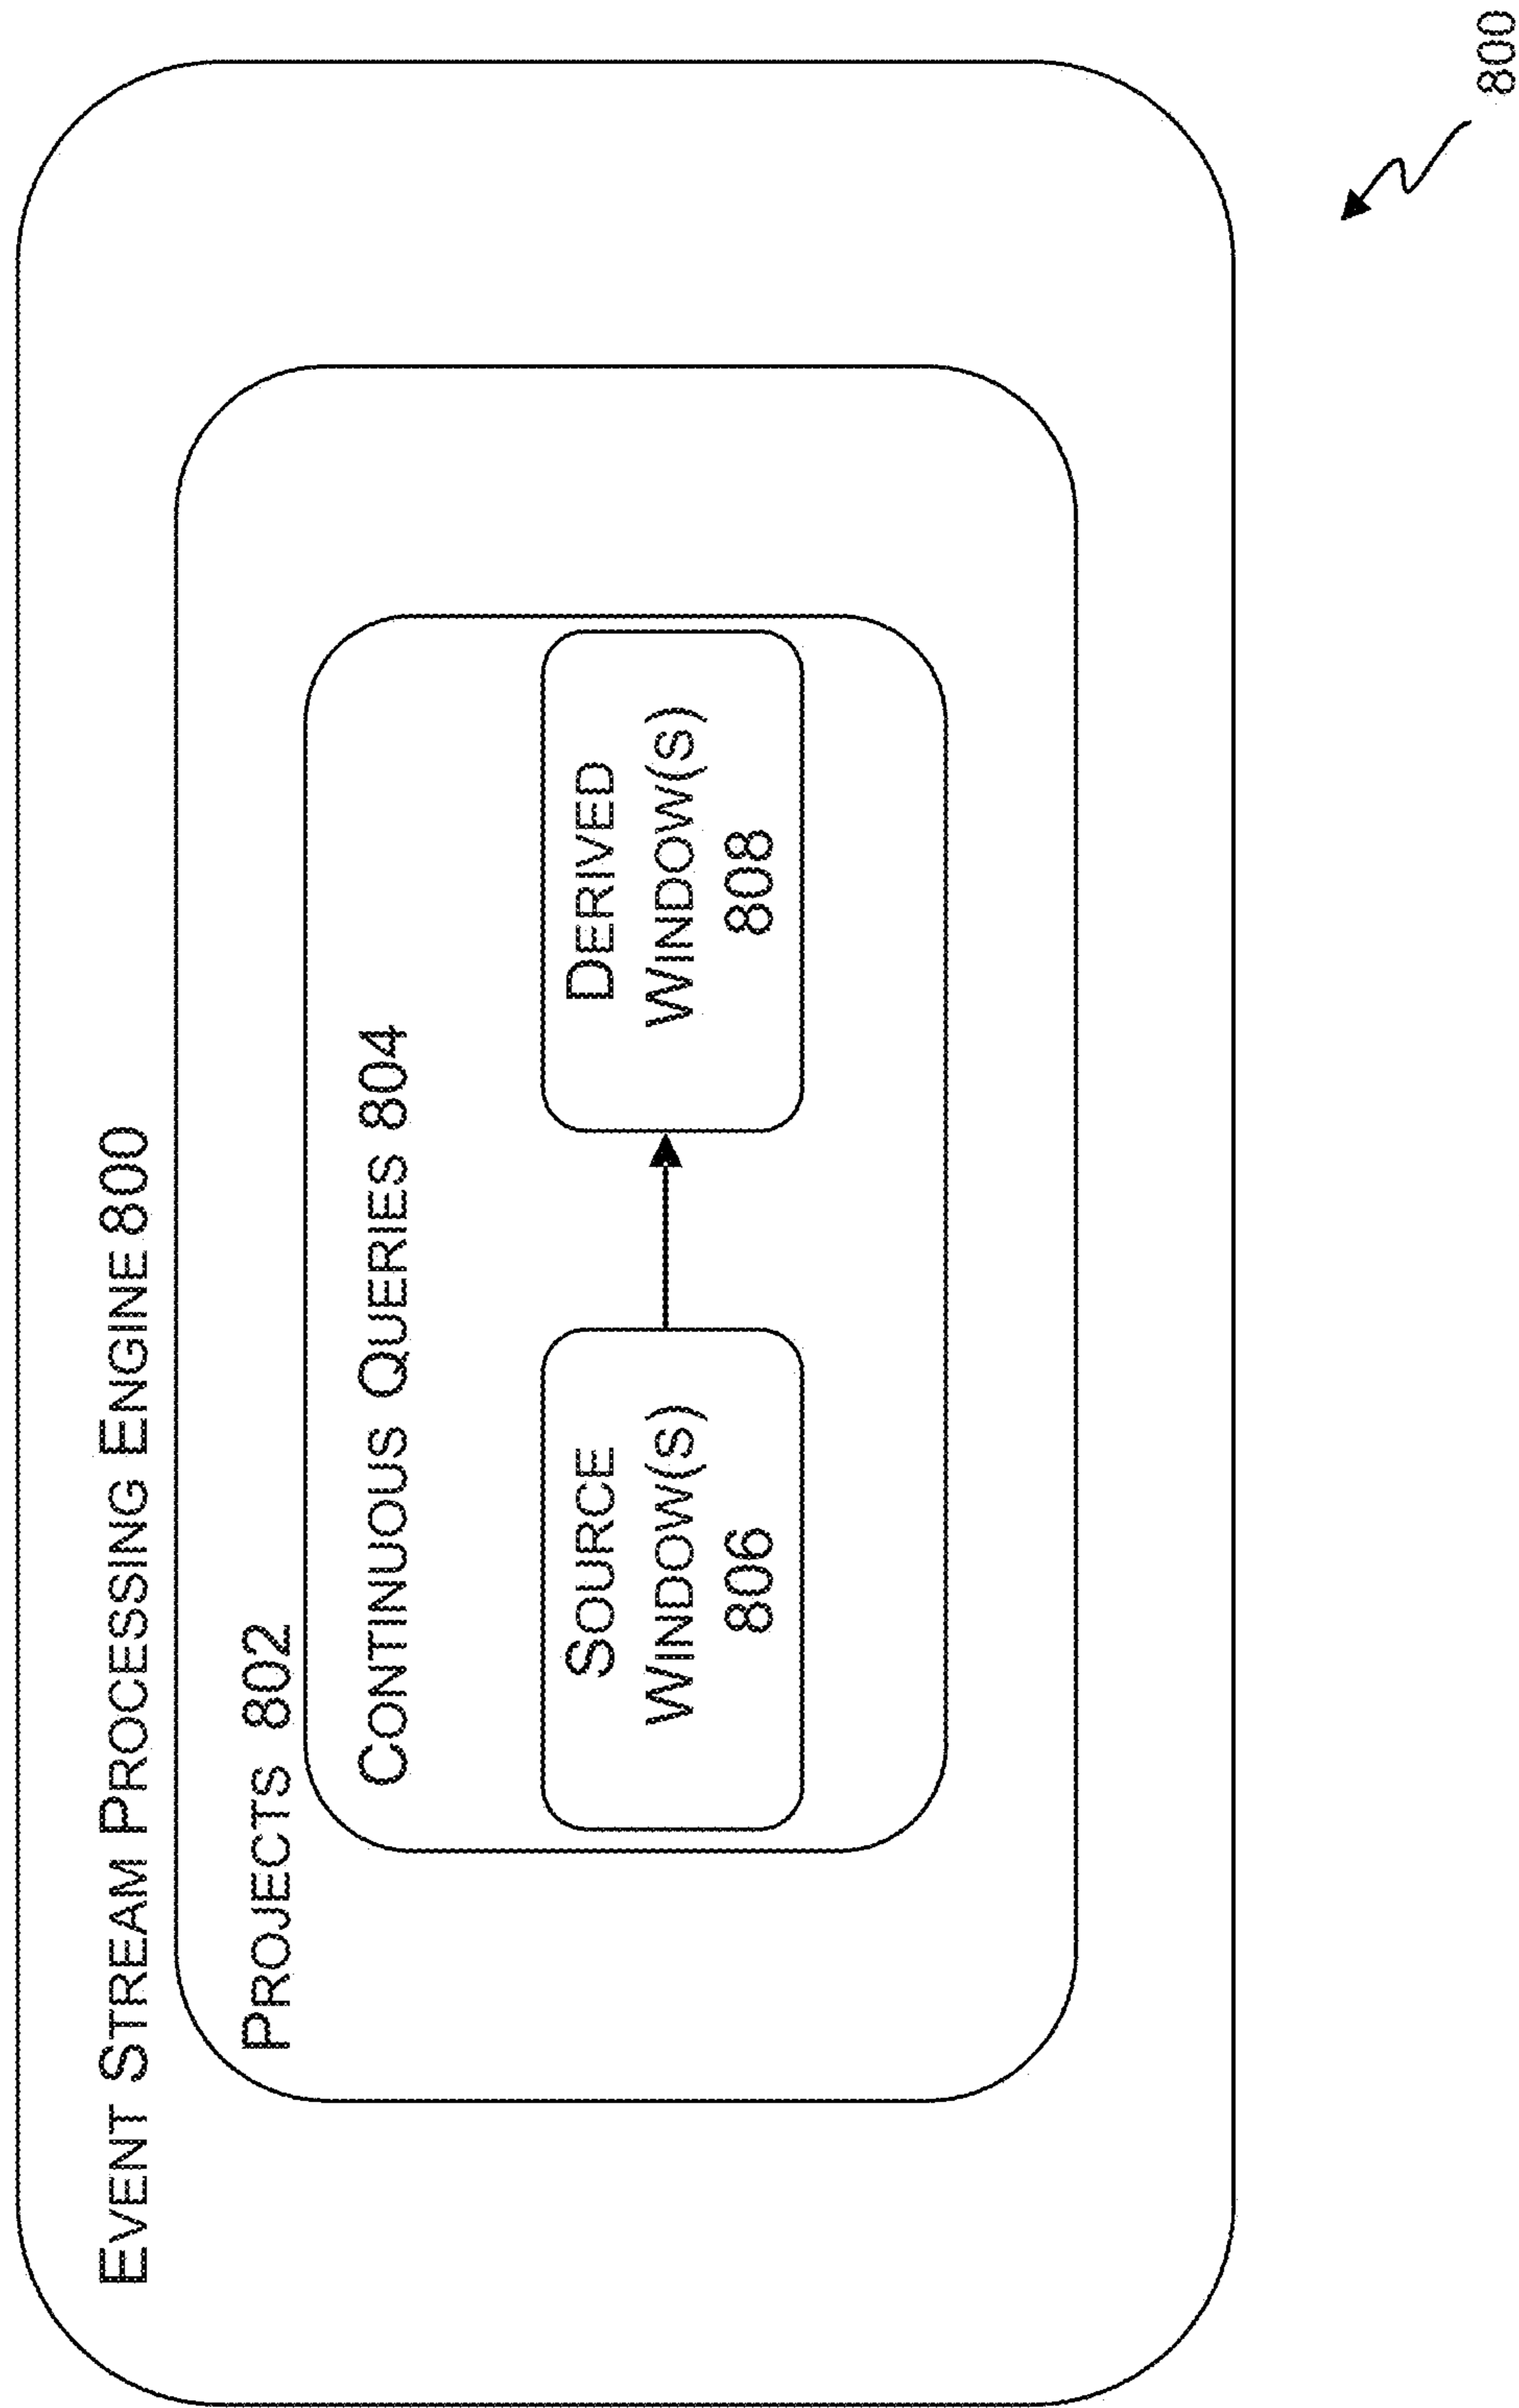 EVENT STREAM PROCESSING ENGINE 800
PROJECTS 802
CONTINUOUS QUERIES 804
SOURCE
WINDOW(S)
806
DERIVED
WINDOW(S)
808
800